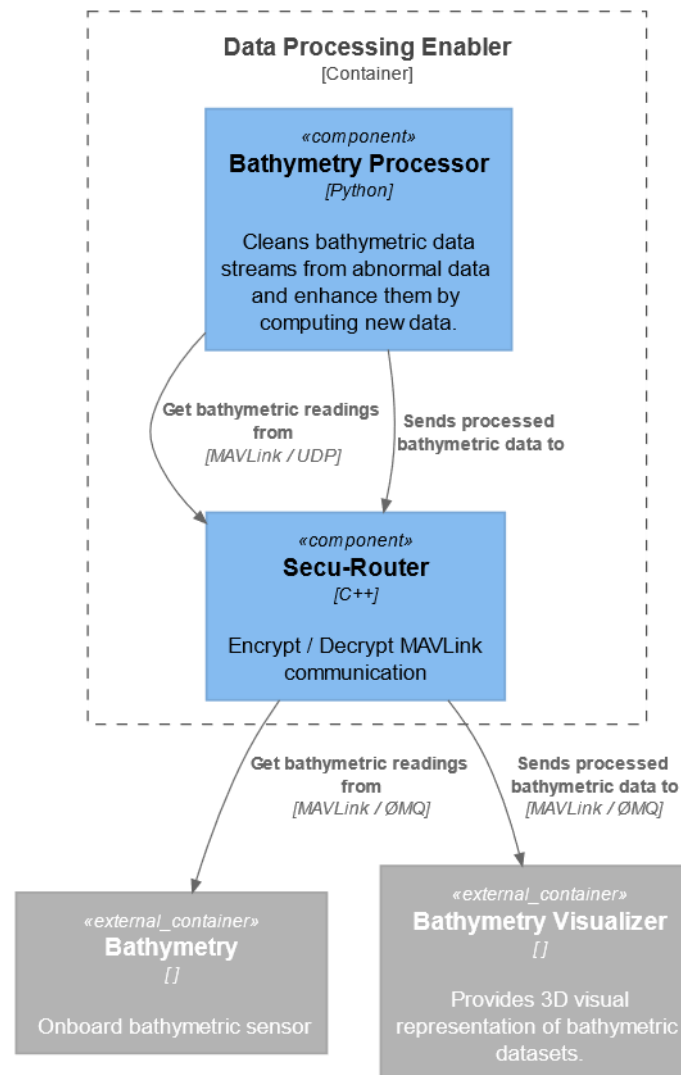 Data Processing Enabler
[Container]
«component»
Bathymetry Processor
[Python]
Cleans bathymetric data
streams from abnormal data
and enhance them by
computing new data.
Get bathymetric readings
from
[MAVLink / UDP]
Sends processed
bathymetric data to
«component»
Secu-Router
[C++]
Encrypt / Decrypt MAVLink
communication
Get bathymetric readings
from
[MAVLink / ØMQ]
Sends processed
bathymetric data to
[MAVLink / ØMQ]
«external_container»
Bathymetry
[ ]
Onboard bathymetric sensor
«external_container»
Bathymetry Visualizer
[ ]
Provides 3D visual
representation of bathymetric
datasets.